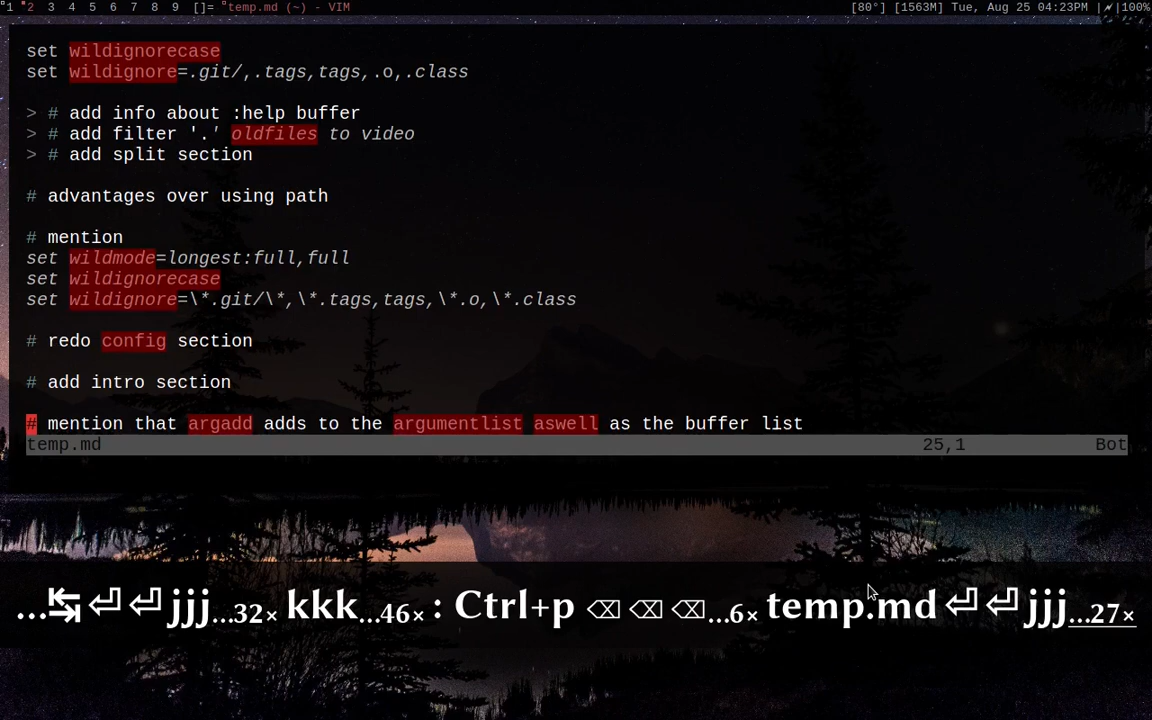 1 2 3 4 5 6 7 8 9 []= temp.md (~) - VIM [80°] [1563M] Tue, Aug 25 04:23PM |⚡|100%
set wildignorecase
set wildignore=.git/,.tags,tags,.o,.class
> # add info about :help buffer
> # add filter '.' oldfiles to video
> # add split section
# advantages over using path
# mention
set wildmode=longest:full,full
set wildignorecase
set wildignore=\*.git/\*,\*.tags,tags,\*.o,\*.class
# redo config section
# add intro section
# mention that argadd adds to the argumentlist aswell as the buffer list
temp.md 25,1 Bot
...↹⏎⏎jjj...32× kkk...46× : Ctrl+p ⌫⌫⌫...6× temp.md⏎⏎jjj...27×